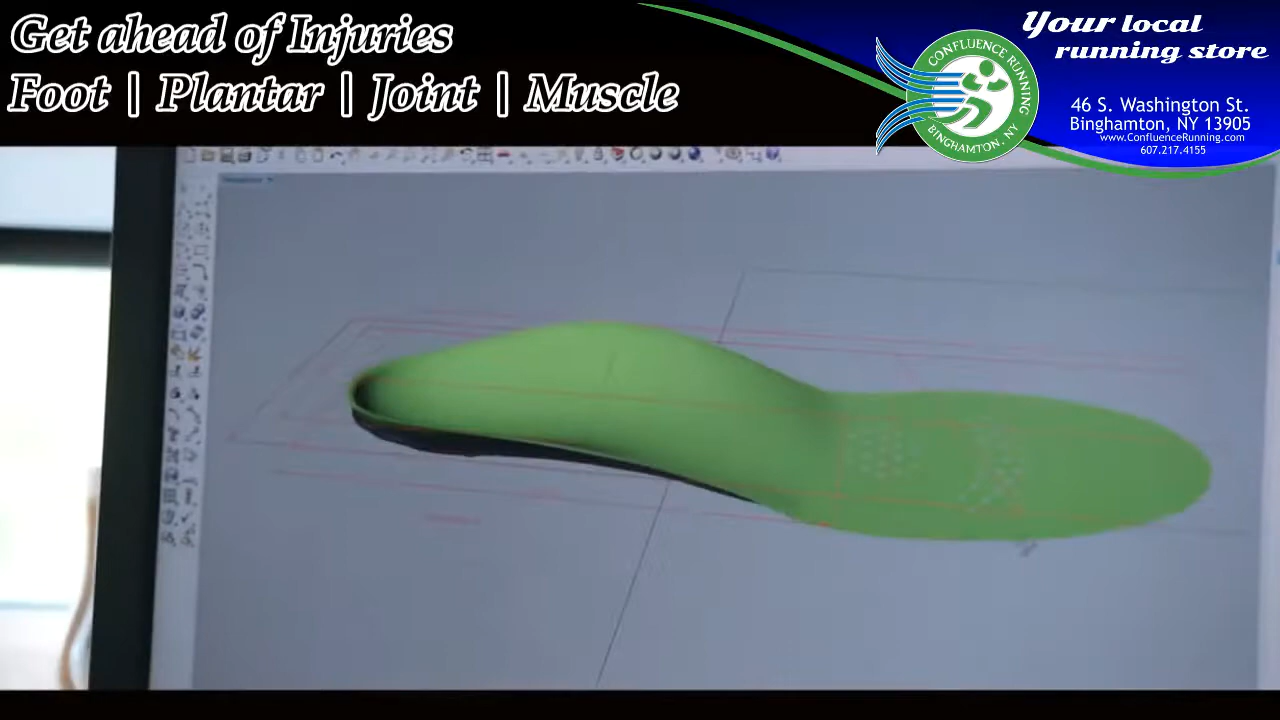 Get ahead of Injuries
Foot | Plantar | Joint | Muscle
Your local
running store
CONFLUENCE RUNNING
BINGHAMTON, NY
46 S. Washington St.
Binghamton, NY 13905
www.ConfluenceRunning.com
607.217.4155